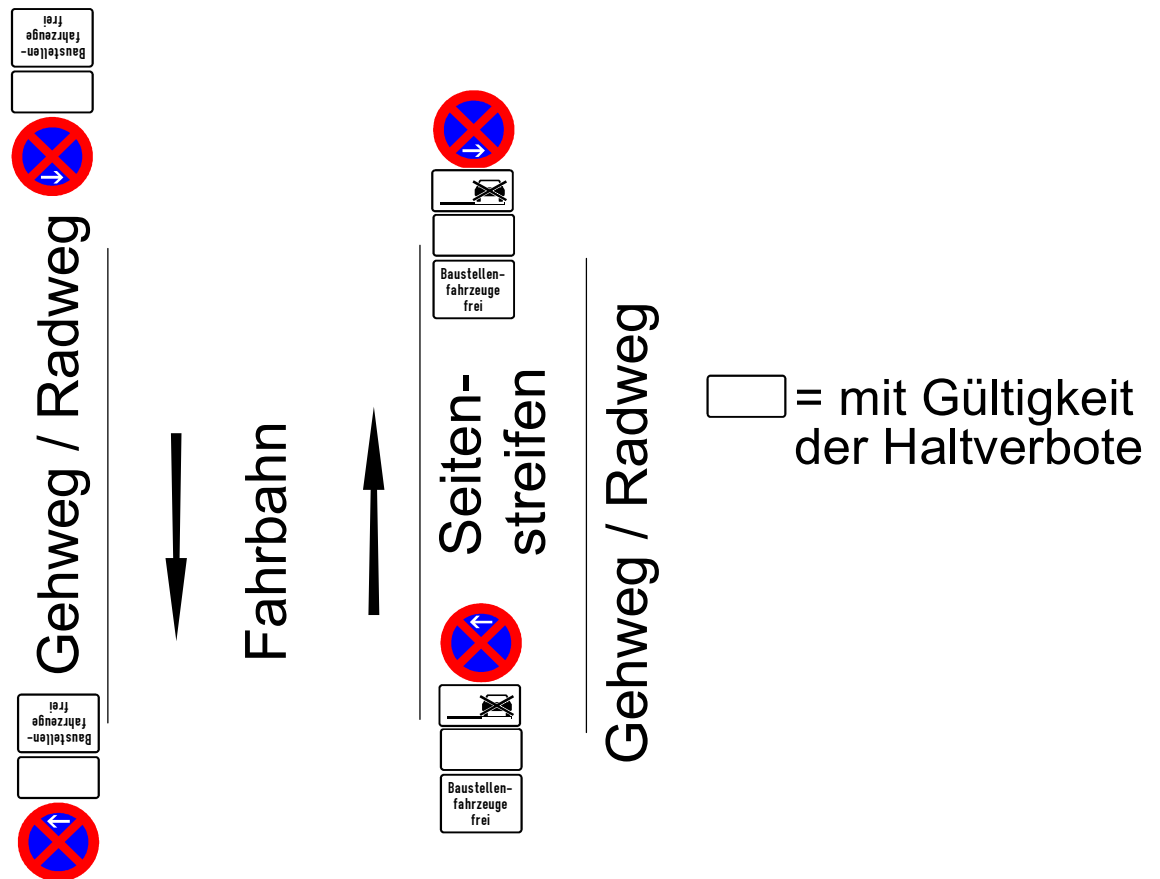 Baustellen-
fahrzeuge
frei
Gehweg / Radweg
Baustellen-
fahrzeuge
frei
Fahrbahn
Baustellen-
fahrzeuge
frei
Seiten-
streifen
Baustellen-
fahrzeuge
frei
Gehweg / Radweg
= mit Gültigkeit
der Haltverbote